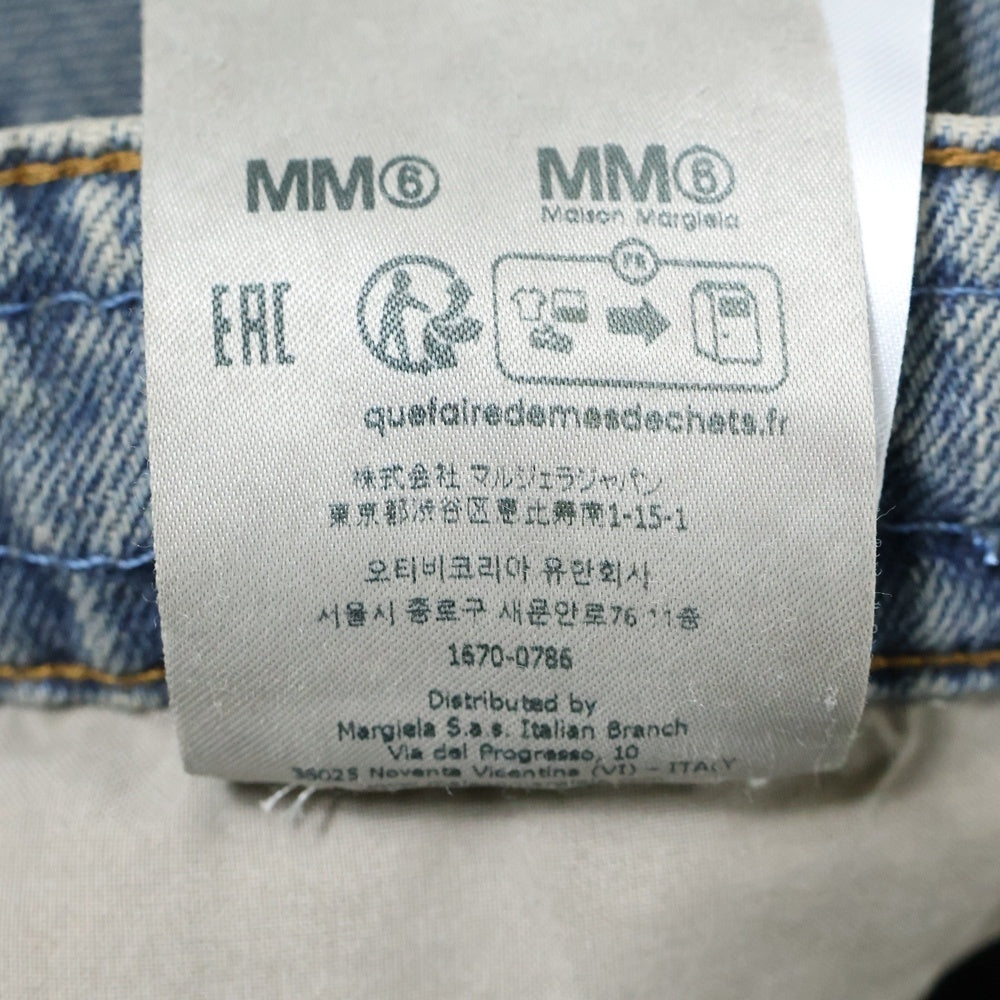 MM⑥ MM⑥
Maison Margiela
EAC FR
quefairedemesdechets.fr
株式会社 マルジェラジャパン
東京都渋谷区恵比寿南1-15-1
오티비코리아 유한회사
서울시 종로구 새문안로76 11층
1670-0786
Distributed by
Margiela S.a.s. Italian Branch
Via del Progresso, 10
36025 Noventa Vicentina (VI) - ITALY